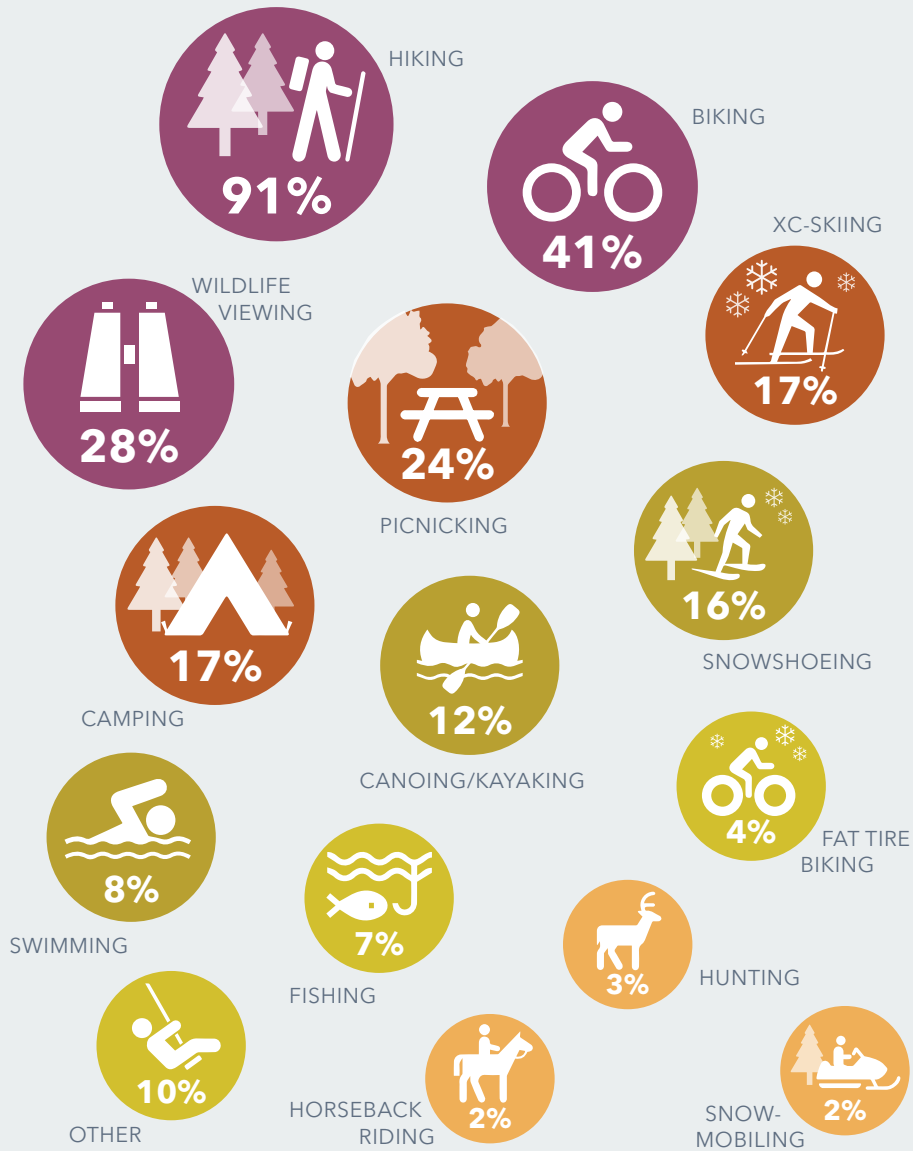 HIKING
91%
BIKING
41%
XC-SKIING
17%
WILDLIFE
VIEWING
28%
24%
PICNICKING
16%
SNOWSHOEING
17%
CAMPING
12%
CANOING/KAYAKING
4%
FAT TIRE
BIKING
8%
SWIMMING
7%
FISHING
3%
HUNTING
10%
OTHER
2%
HORSEBACK
RIDING
2%
SNOW-
MOBILING